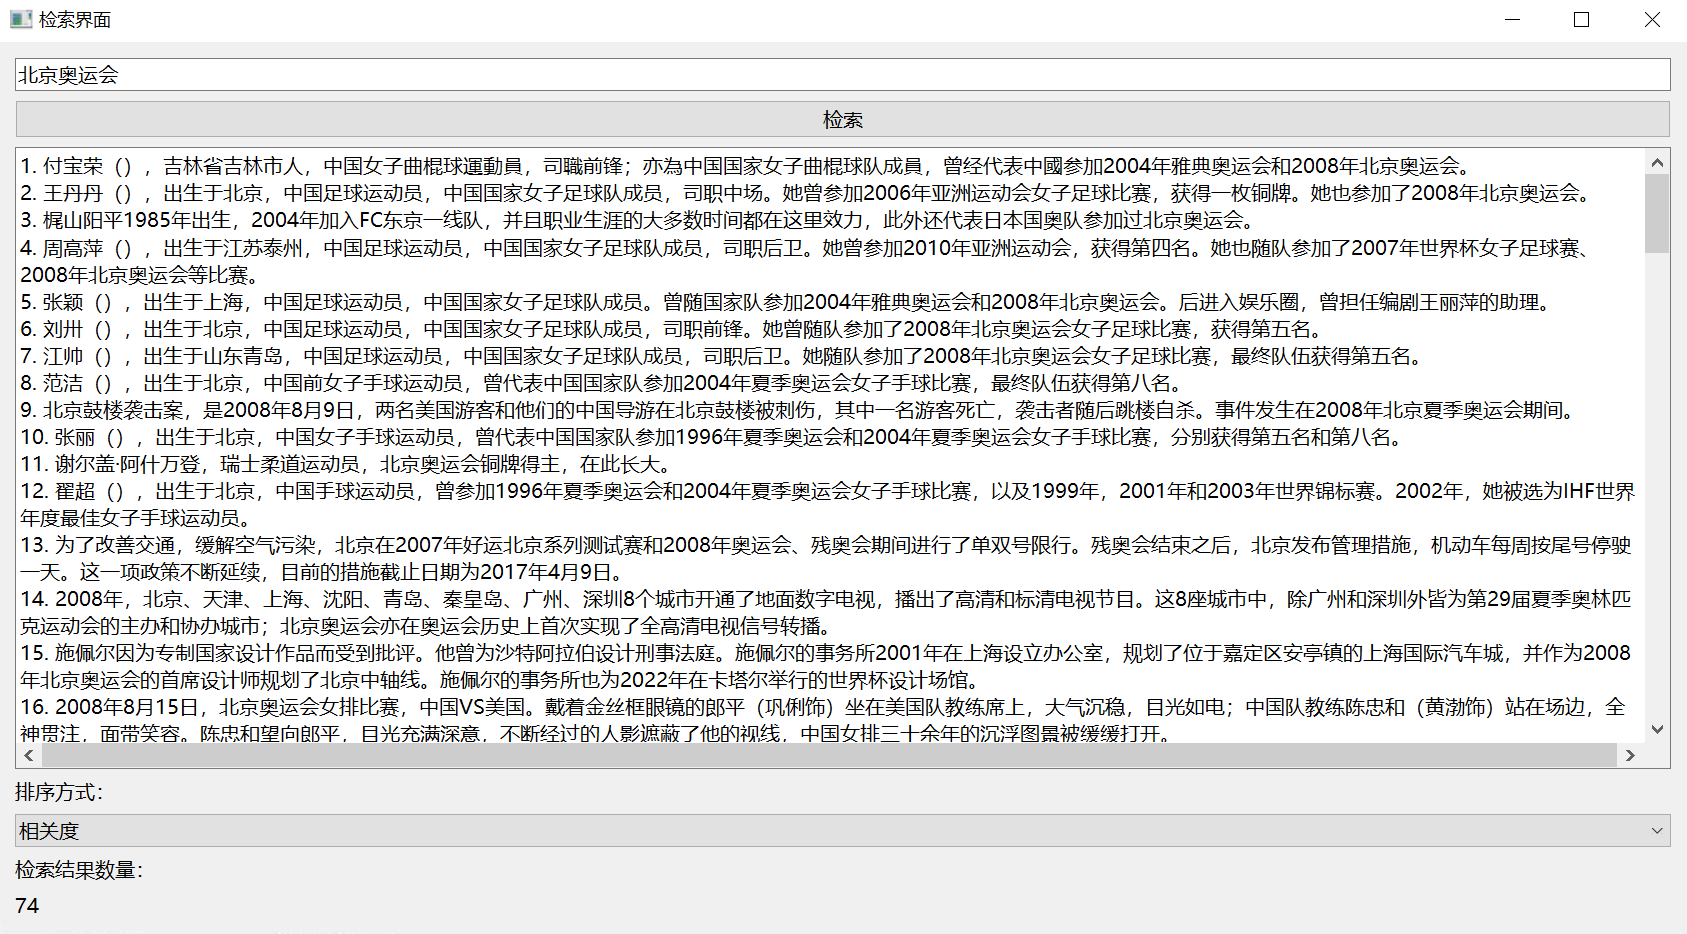 检索界面
北京奥运会
检索
1. 付宝荣（），吉林省吉林市人，中国女子曲棍球運動員，司職前锋；亦為中国国家女子曲棍球队成員，曾经代表中國参加2004年雅典奥运会和2008年北京奥运会。
2. 王丹丹（），出生于北京，中国足球运动员，中国国家女子足球队成员，司职中场。她曾参加2006年亚洲运动会女子足球比赛，获得一枚铜牌。她也参加了2008年北京奥运会。
3. 梶山阳平1985年出生，2004年加入FC东京一线队，并且职业生涯的大多数时间都在这里效力，此外还代表日本国奥队参加过北京奥运会。
4. 周高萍（），出生于江苏泰州，中国足球运动员，中国国家女子足球队成员，司职后卫。她曾参加2010年亚洲运动会，获得第四名。她也随队参加了2007年世界杯女子足球赛、
2008年北京奥运会等比赛。
5. 张颖（），出生于上海，中国足球运动员，中国国家女子足球队成员。曾随国家队参加2004年雅典奥运会和2008年北京奥运会。后进入娱乐圈，曾担任编剧王丽萍的助理。
6. 刘卅（），出生于北京，中国足球运动员，中国国家女子足球队成员，司职前锋。她曾随队参加了2008年北京奥运会女子足球比赛，获得第五名。
7. 江帅（），出生于山东青岛，中国足球运动员，中国国家女子足球队成员，司职后卫。她随队参加了2008年北京奥运会女子足球比赛，最终队伍获得第五名。
8. 范洁（），出生于北京，中国前女子手球运动员，曾代表中国国家队参加2004年夏季奥运会女子手球比赛，最终队伍获得第八名。
9. 北京鼓楼袭击案，是2008年8月9日，两名美国游客和他们的中国导游在北京鼓楼被刺伤，其中一名游客死亡，袭击者随后跳楼自杀。事件发生在2008年北京夏季奥运会期间。
10. 张丽（），出生于北京，中国女子手球运动员，曾代表中国国家队参加1996年夏季奥运会和2004年夏季奥运会女子手球比赛，分别获得第五名和第八名。
11. 谢尔盖·阿什万登，瑞士柔道运动员，北京奥运会铜牌得主，在此长大。
12. 翟超（），出生于北京，中国手球运动员，曾参加1996年夏季奥运会和2004年夏季奥运会女子手球比赛，以及1999年，2001年和2003年世界锦标赛。2002年，她被选为IHF世界
年度最佳女子手球运动员。
13. 为了改善交通，缓解空气污染，北京在2007年好运北京系列测试赛和2008年奥运会、残奥会期间进行了单双号限行。残奥会结束之后，北京发布管理措施，机动车每周按尾号停驶
一天。这一项政策不断延续，目前的措施截止日期为2017年4月9日。
14. 2008年，北京、天津、上海、沈阳、青岛、秦皇岛、广州、深圳8个城市开通了地面数字电视，播出了高清和标清电视节目。这8座城市中，除广州和深圳外皆为第29届夏季奥林匹
克运动会的主办和协办城市；北京奥运会亦在奥运会历史上首次实现了全高清电视信号转播。
15. 施佩尔因为专制国家设计作品而受到批评。他曾为沙特阿拉伯设计刑事法庭。施佩尔的事务所2001年在上海设立办公室，规划了位于嘉定区安亭镇的上海国际汽车城，并作为2008
年北京奥运会的首席设计师规划了北京中轴线。施佩尔的事务所也为2022年在卡塔尔举行的世界杯设计场馆。
16. 2008年8月15日，北京奥运会女排比赛，中国VS美国。戴着金丝框眼镜的郎平（巩俐饰）坐在美国队教练席上，大气沉稳，目光如电；中国队教练陈忠和（黄渤饰）站在场边，全
神贯注，面带笑容。陈忠和望向郎平，目光充满深意，不断经过的人影遮蔽了他的视线，中国女排三十余年的沉浮图景被缓缓打开。
排序方式：
相关度
检索结果数量：
74